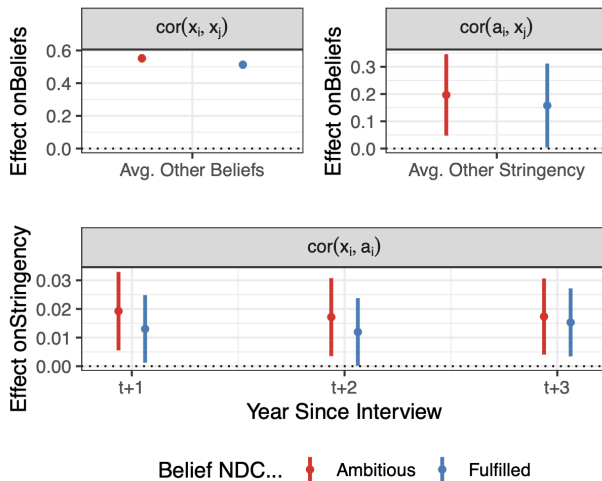 cor(xᵢ, xⱼ)
Effect onBeliefs
0.6
0.4
0.2
0.0
Avg. Other Beliefs
cor(aᵢ, xⱼ)
Effect onBeliefs
0.3
0.2
0.1
0.0
Avg. Other Stringency
cor(xᵢ, aᵢ)
Effect onStringency
0.03
0.02
0.01
0.00
t+1 t+2 t+3
Year Since Interview
Belief NDC... Ambitious Fulfilled